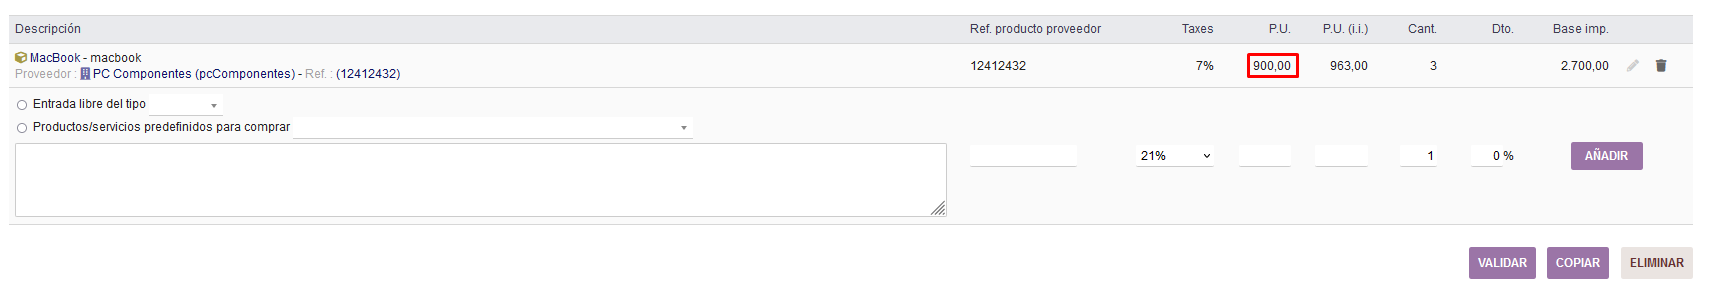 Descripción Ref. producto proveedor Taxes P.U. P.U. (i.i.) Cant. Dto. Base imp.
MacBook - macbook
Proveedor : PC Componentes (pcComponentes) - Ref. : (12412432) 12412432 7% 900,00 963,00 3 2.700,00
Entrada libre del tipo
Productos/servicios predefinidos para comprar
21% 1 0 % AÑADIR
VALIDAR COPIAR ELIMINAR